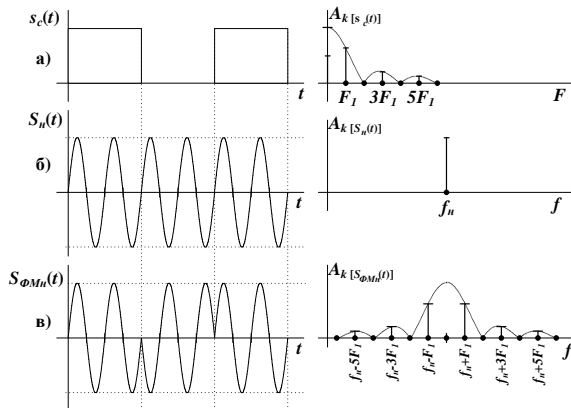 s_c(t)
A_k [s_c(t)]
а)
t
F_1 3F_1 5F_1
F
S_н(t)
A_k [S_н(t)]
б)
t
f_н
f
S_ФМн(t)
A_k [S_ФМн(t)]
в)
t
f
f_н-5F_1
f_н-3F_1
f_н-F_1
f_н+F_1
f_н+3F_1
f_н+5F_1